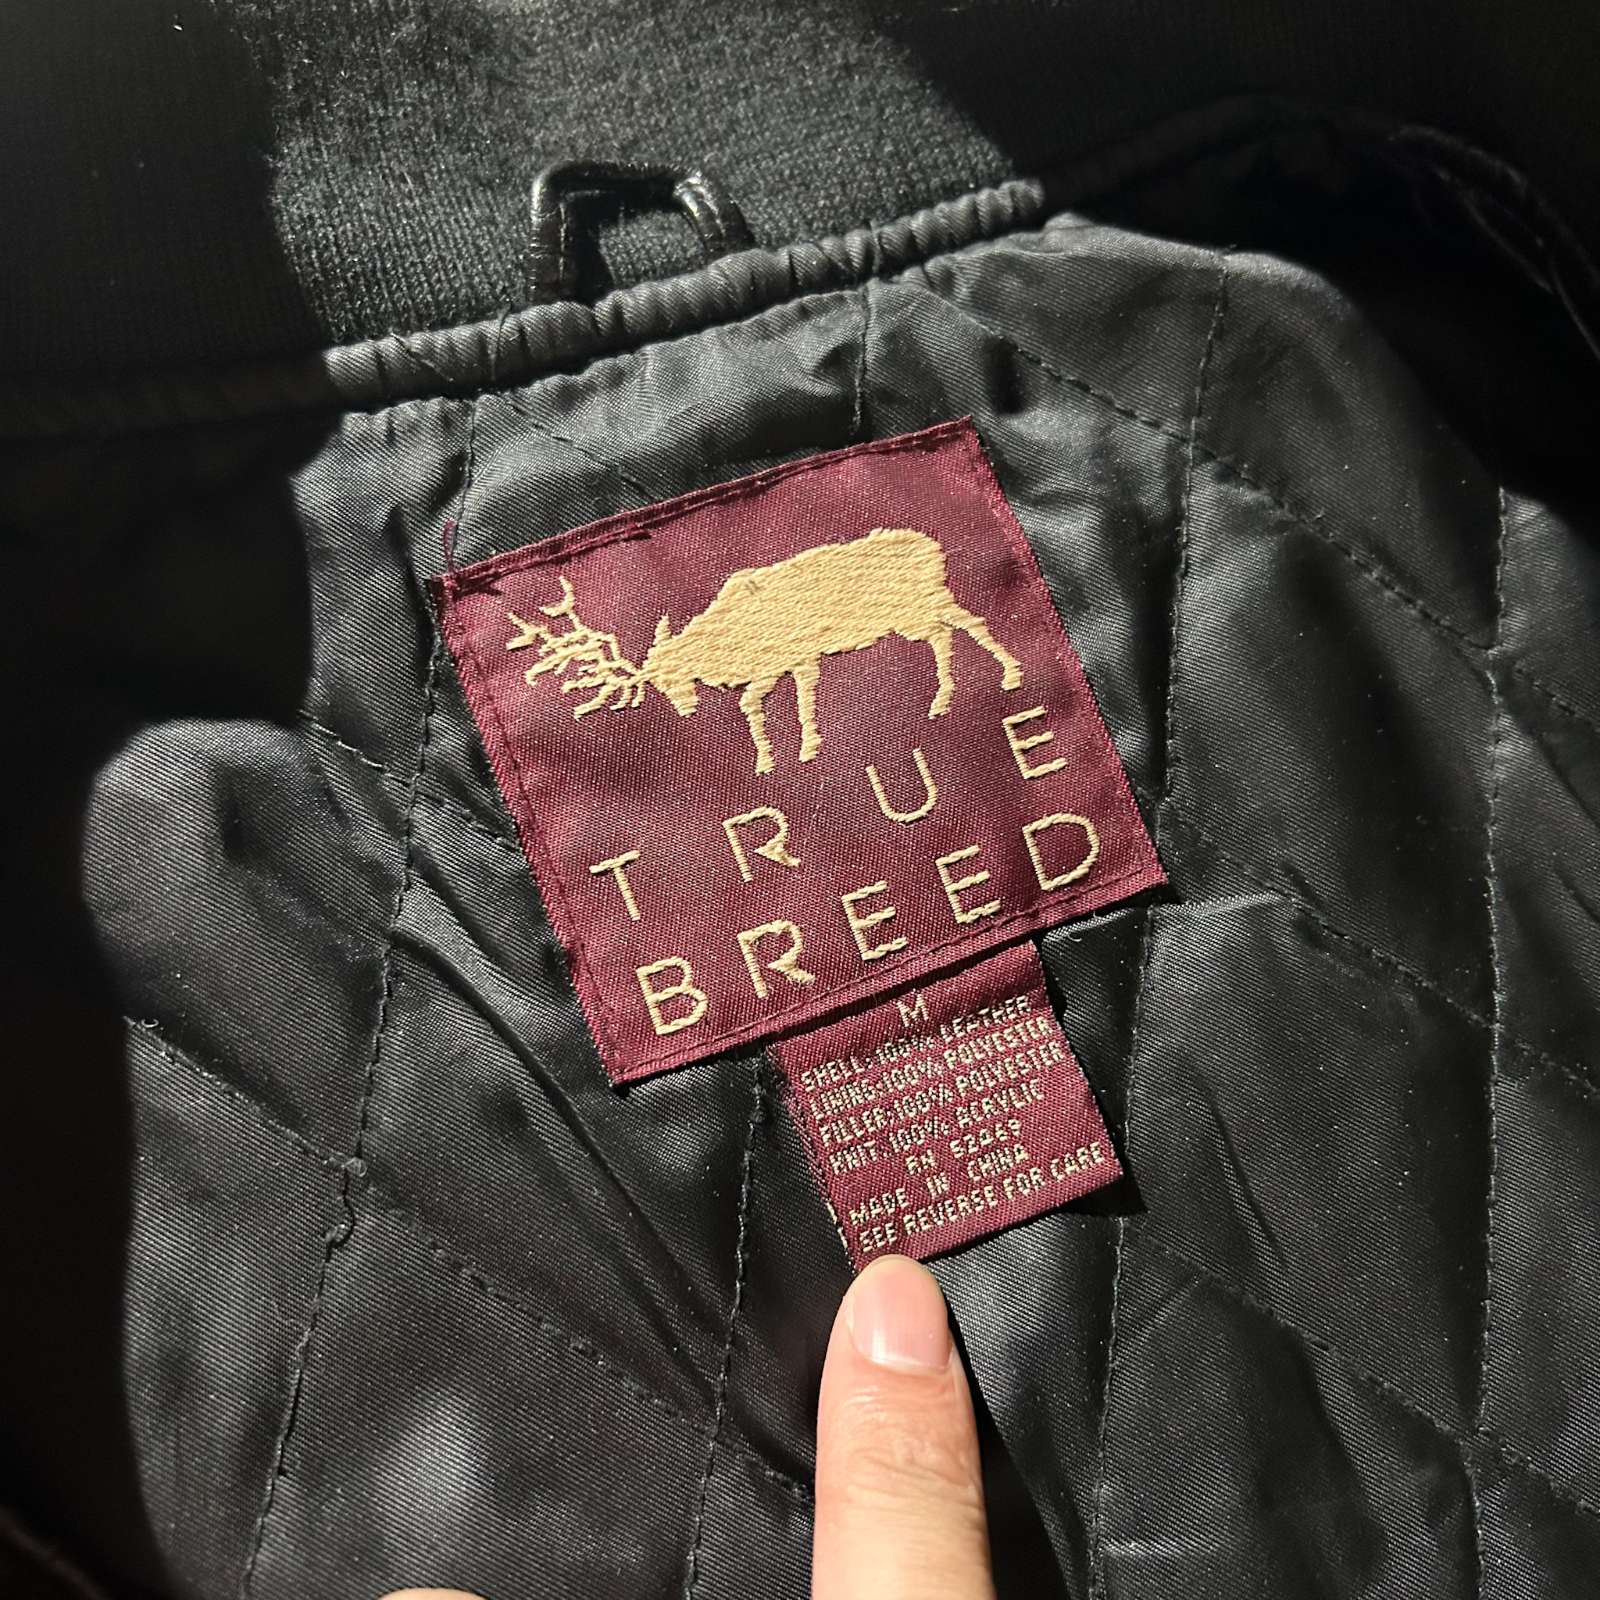 TRUE
BREED
M
SHELL:100% LEATHER
LINING:100% POLYESTER
FILLER:100% POLYESTER
KNIT:100% ACRYLIC
RN 52469
MADE IN CHINA
SEE REVERSE FOR CARE